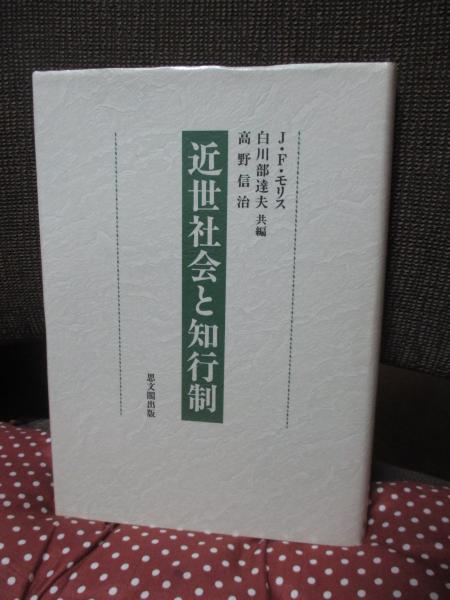 J・F・モリス
白川部達夫 共編
高野信治
近世社会と知行制
思文閣出版